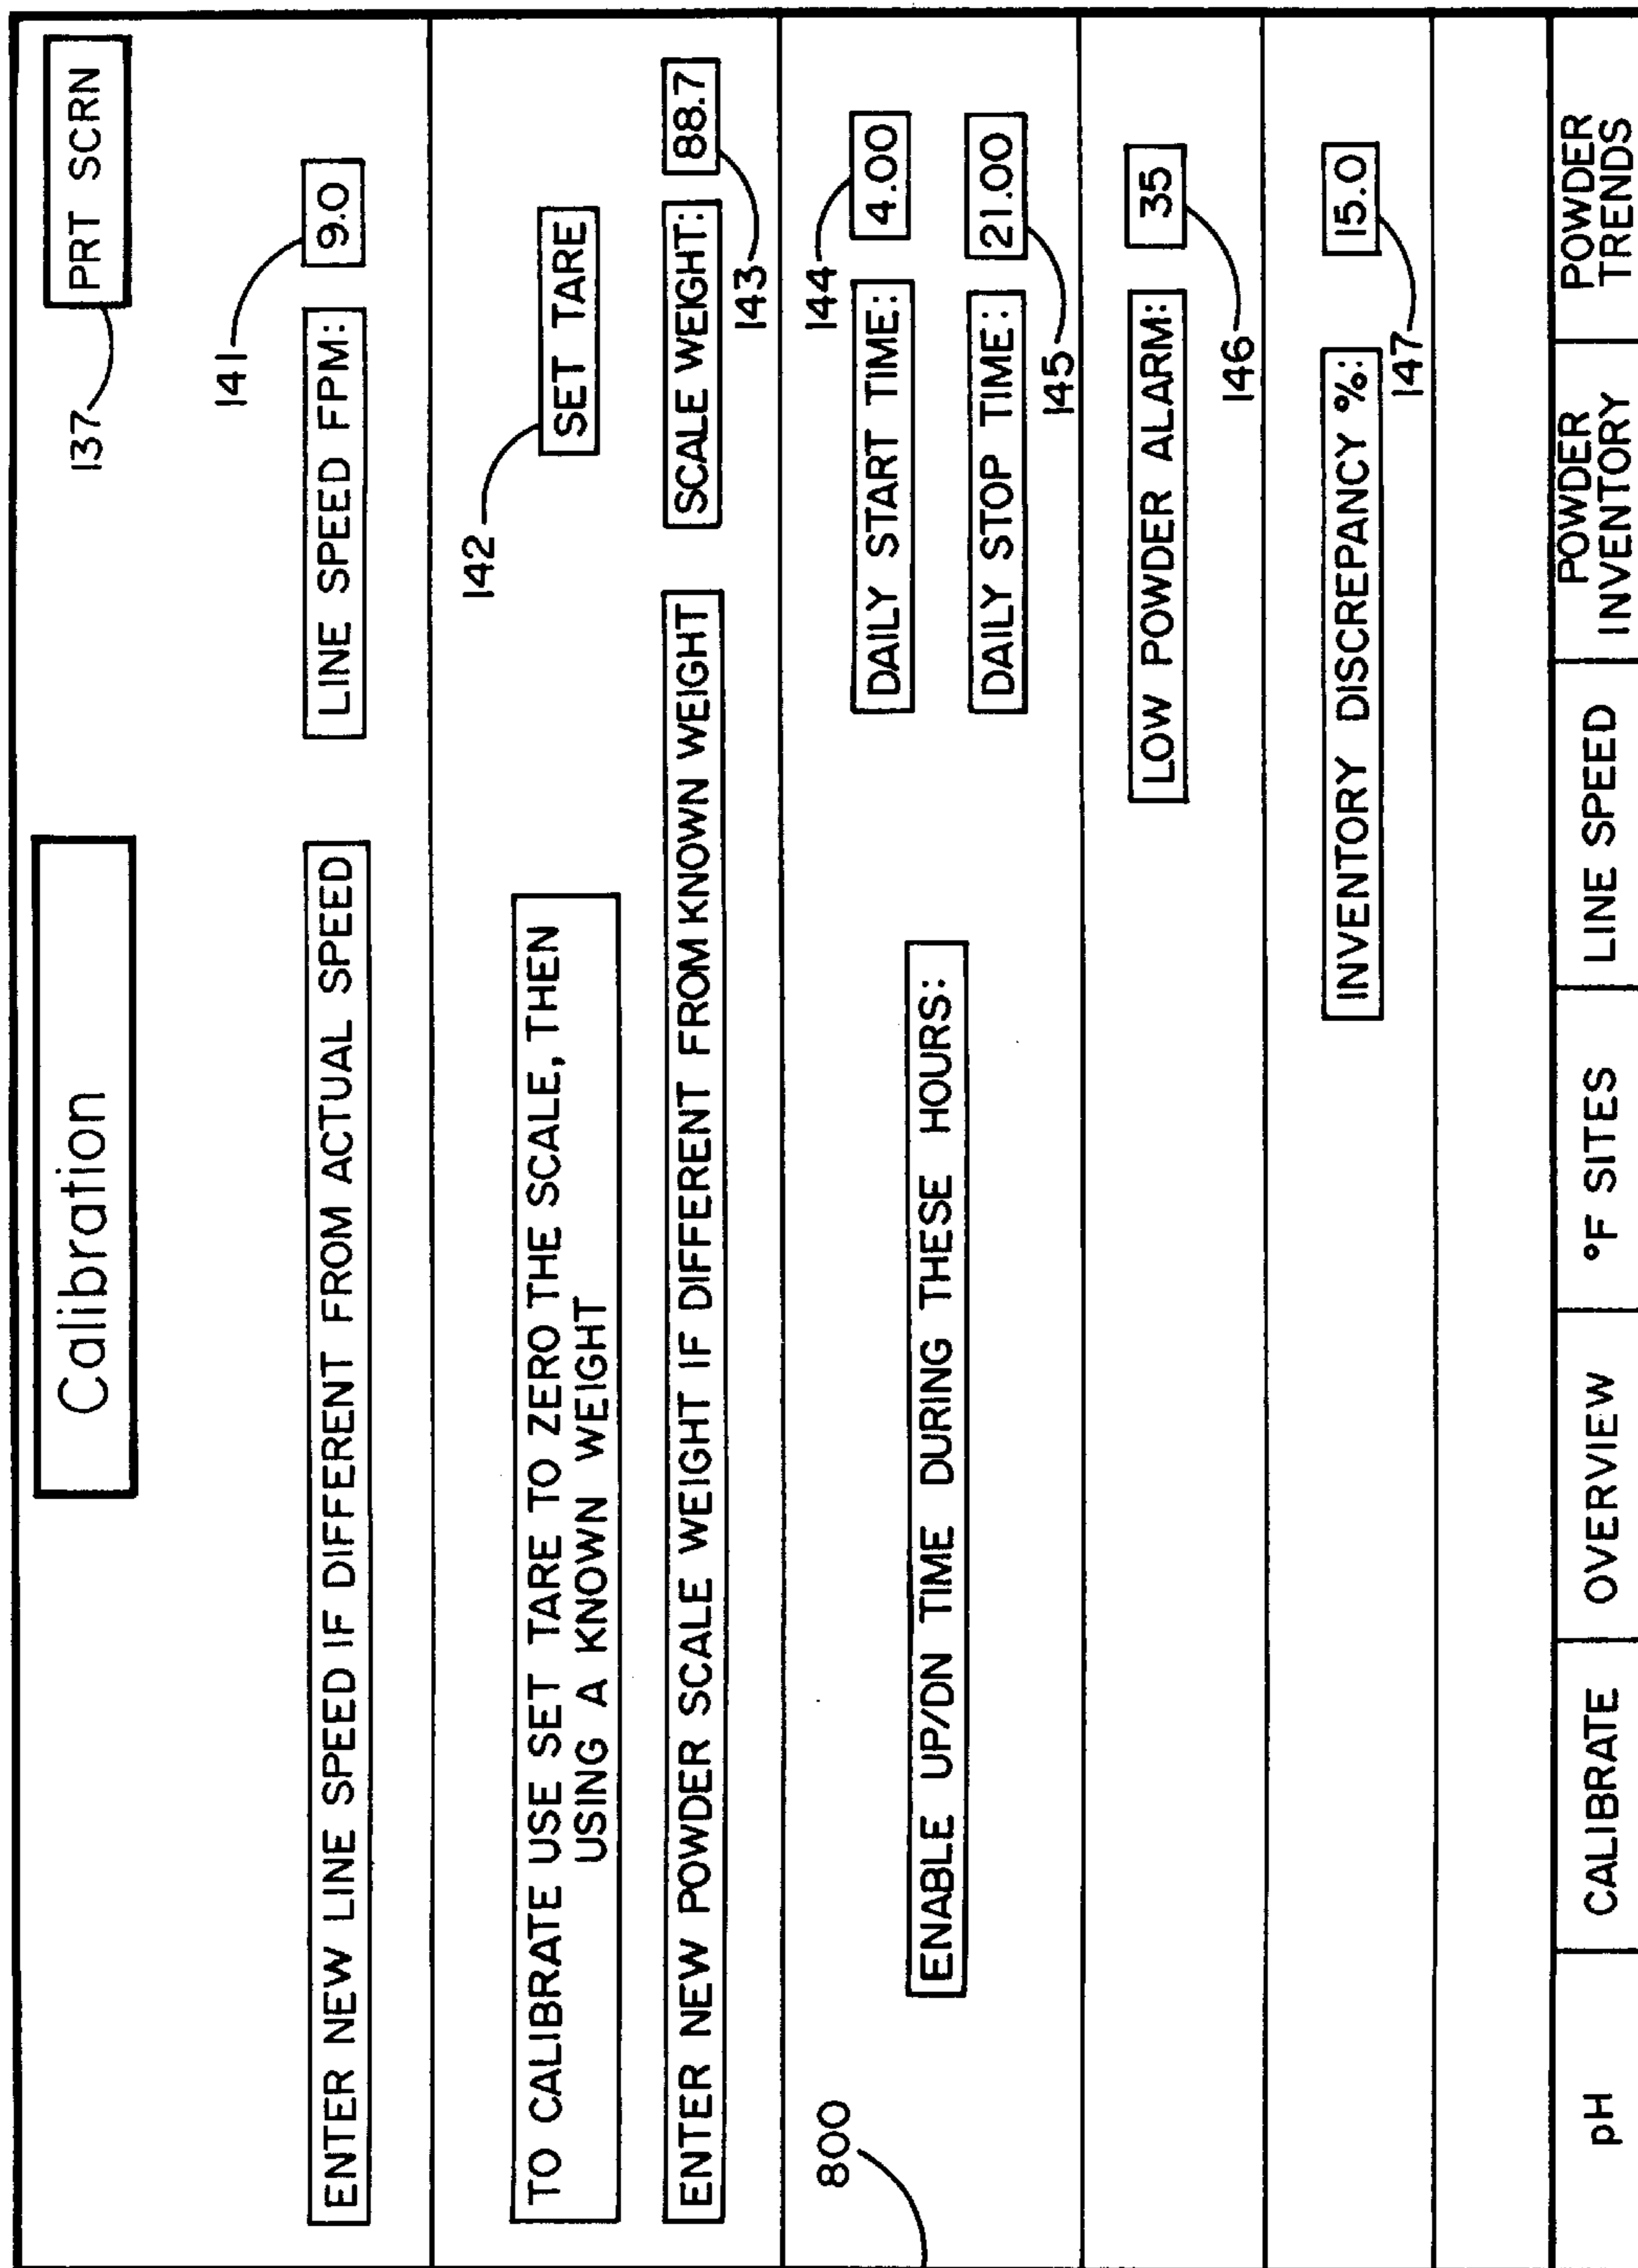 Calibration
PRT SCRN
137
141
ENTER NEW LINE SPEED IF DIFFERENT FROM ACTUAL SPEED
LINE SPEED FPM:
9.0
142
TO CALIBRATE USE SET TARE TO ZERO THE SCALE, THEN
USING A KNOWN WEIGHT
SET TARE
ENTER NEW POWDER SCALE WEIGHT IF DIFFERENT FROM KNOWN WEIGHT
SCALE WEIGHT:
88.7
143
800
144
DAILY START TIME:
4.00
ENABLE UP/DN TIME DURING THESE HOURS:
DAILY STOP TIME:
21.00
145
LOW POWDER ALARM:
35
146
INVENTORY DISCREPANCY %:
15.0
147
pH
CALIBRATE
OVERVIEW
°F SITES
LINE SPEED
POWDER
INVENTORY
POWDER
TRENDS